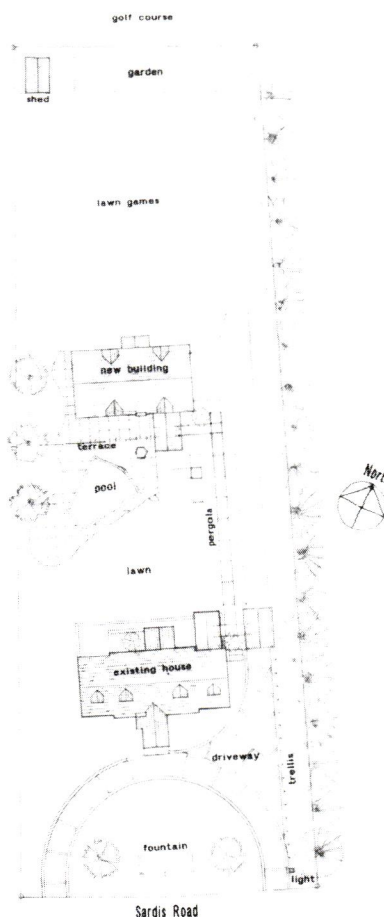 golf course
garden
shed
lawn games
new building
terrace
pool
North
pergola
lawn
existing house
driveway
trellis
fountain
light
Sardis Road